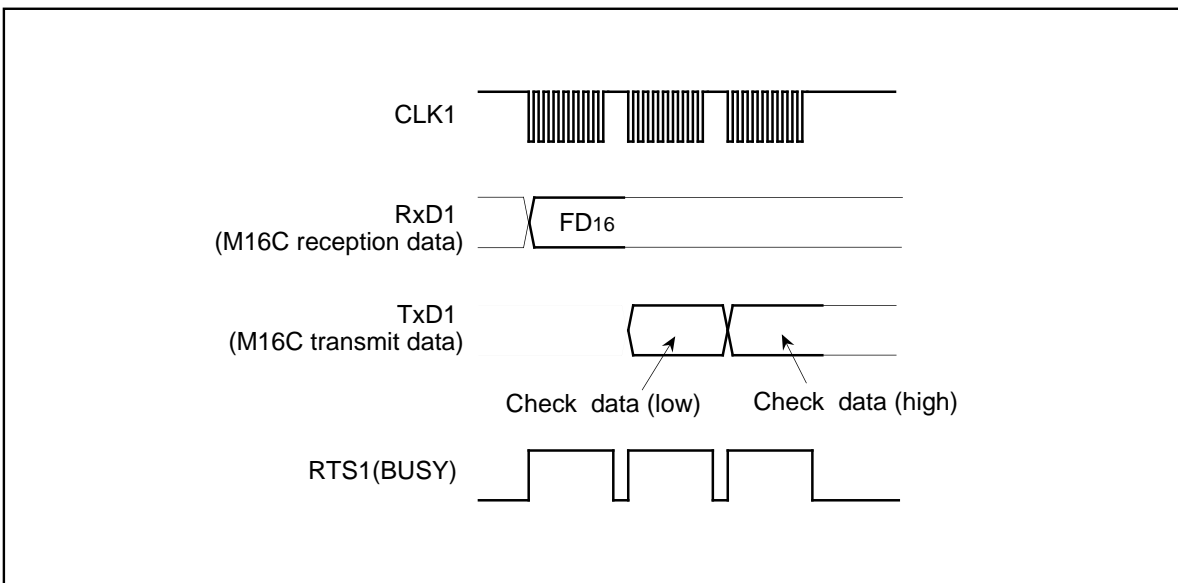 CLK1
RxD1
(M16C reception data)
FD16
TxD1
(M16C transmit data)
Check data (low)
Check data (high)
RTS1(BUSY)